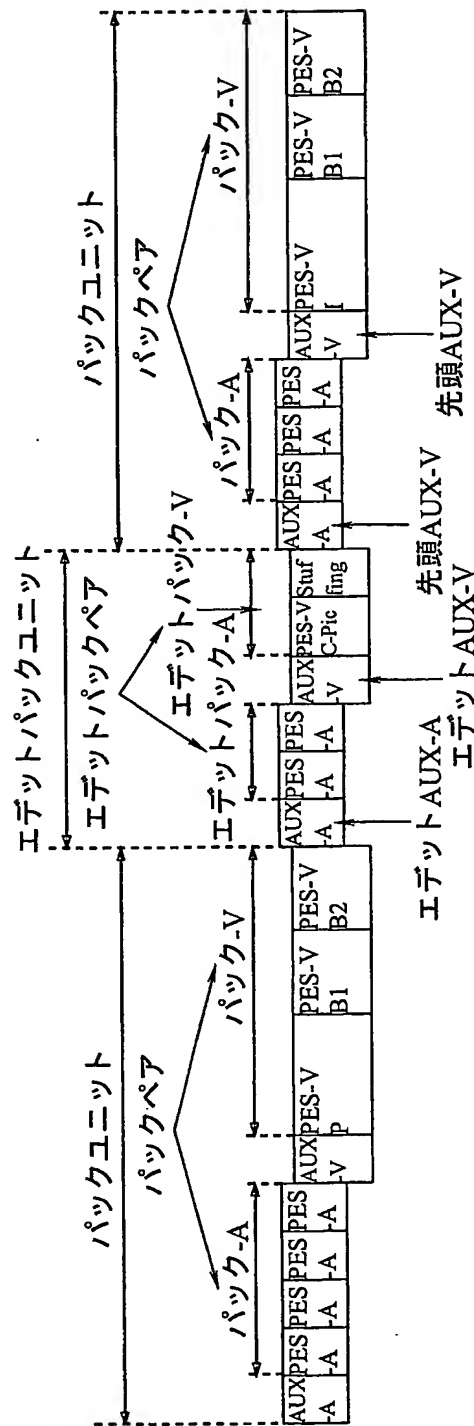 パックユニット
エデットパックユニット
パックユニット
パックペア
エデットパックペア
パックペア
パック-A
パック-V
エデットパック-A
エデットパック-V
パック-A
パック-V
AUX
-A
PES
-A
PES
-A
PES
-A
PES
-A
AUX
-V
PES-V
P
PES-V
B1
PES-V
B2
AUX
-A
PES
-A
PES
-A
AUX
-V
PES-V
C-Pic
Stuf
fing
AUX
-A
PES
-A
PES
-A
PES
-A
AUX
-V
PES-V
I
PES-V
B1
PES-V
B2
エデットAUX-A
エデットAUX-V
先頭AUX-V
先頭AUX-V